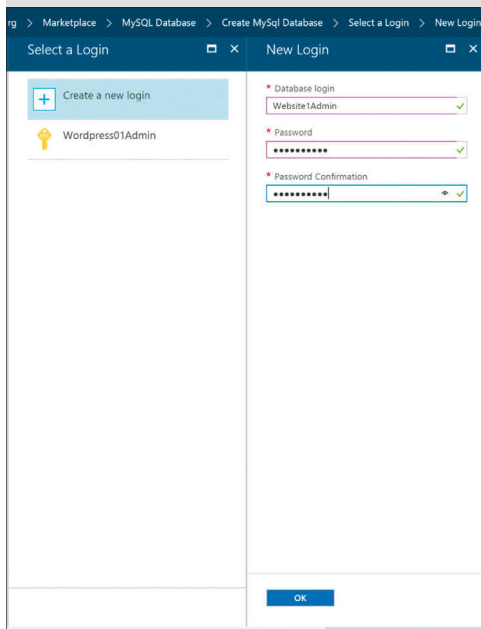 rg > Marketplace > MySQL Database > Create MySql Database > Select a Login > New Login
Select a Login
Create a new login
Wordpress01Admin
New Login
* Database login
Website1Admin
* Password
••••••••••
* Password Confirmation
••••••••••
OK